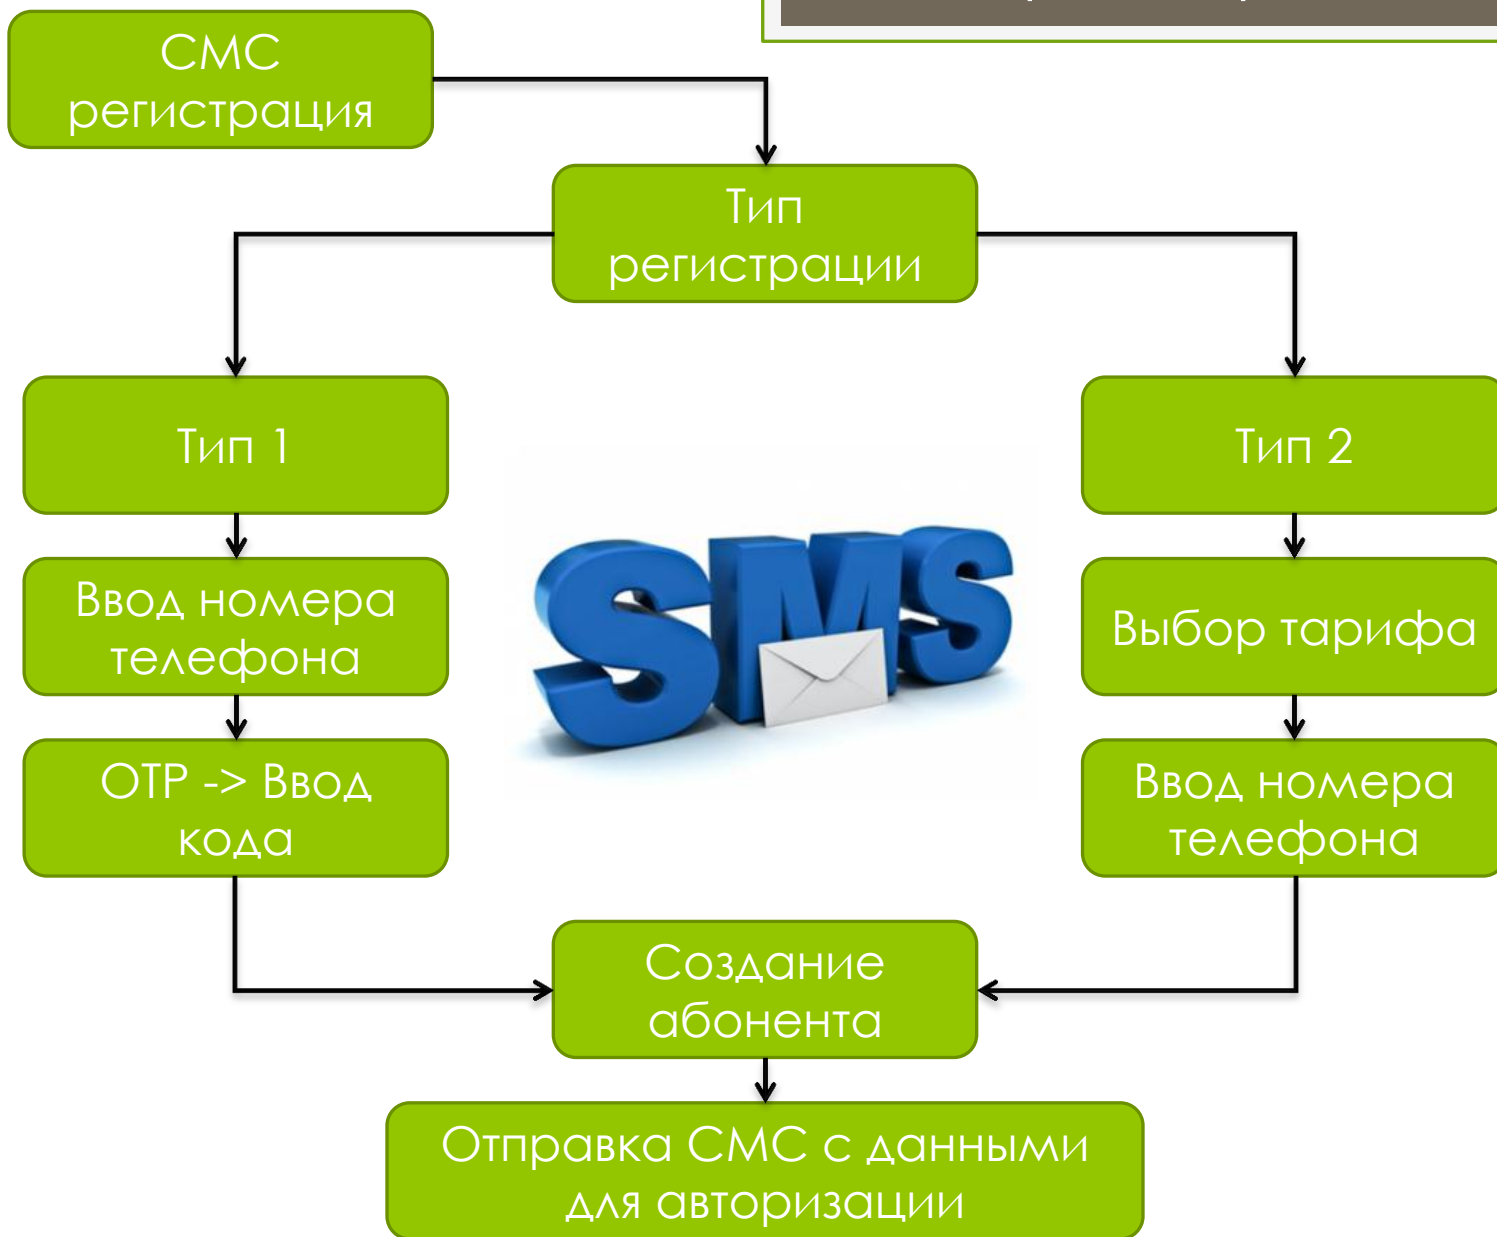 СМС
регистрация
Тип
регистрации
Тип 1
Тип 2
Ввод номера
телефона
Выбор тарифа
OTP -> Ввод
кода
Ввод номера
телефона
SMS
Создание
абонента
Отправка СМС с данными
для авторизации